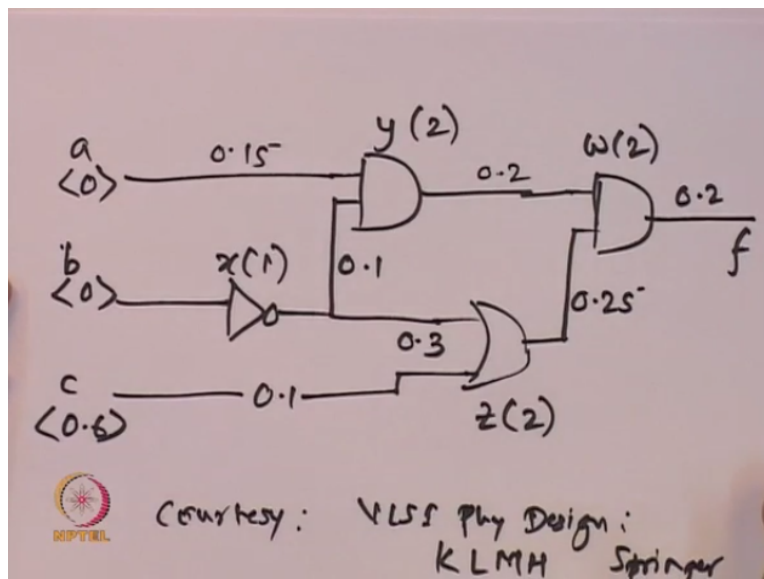 y (2)
w(2)
a
0.15
<0>
0.2
0.2
b
x(1)
<0>
0.1
f
0.25
0.3
c
0.1
<0.6>
z(2)
Courtesy: VLSI Phy Design:
KLMH Springer
NPTEL